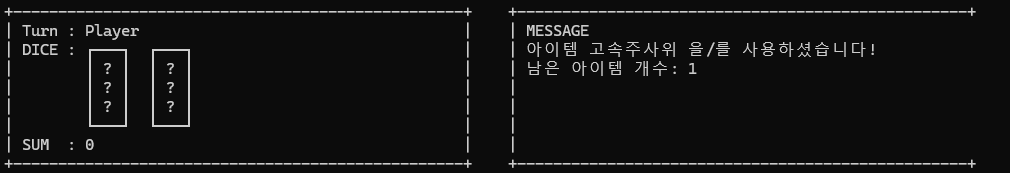 Turn : Player
DICE :
? ?
? ?
? ?
SUM : 0
MESSAGE
아이템 고속주사위 을/를 사용하셨습니다!
남은 아이템 개수: 1